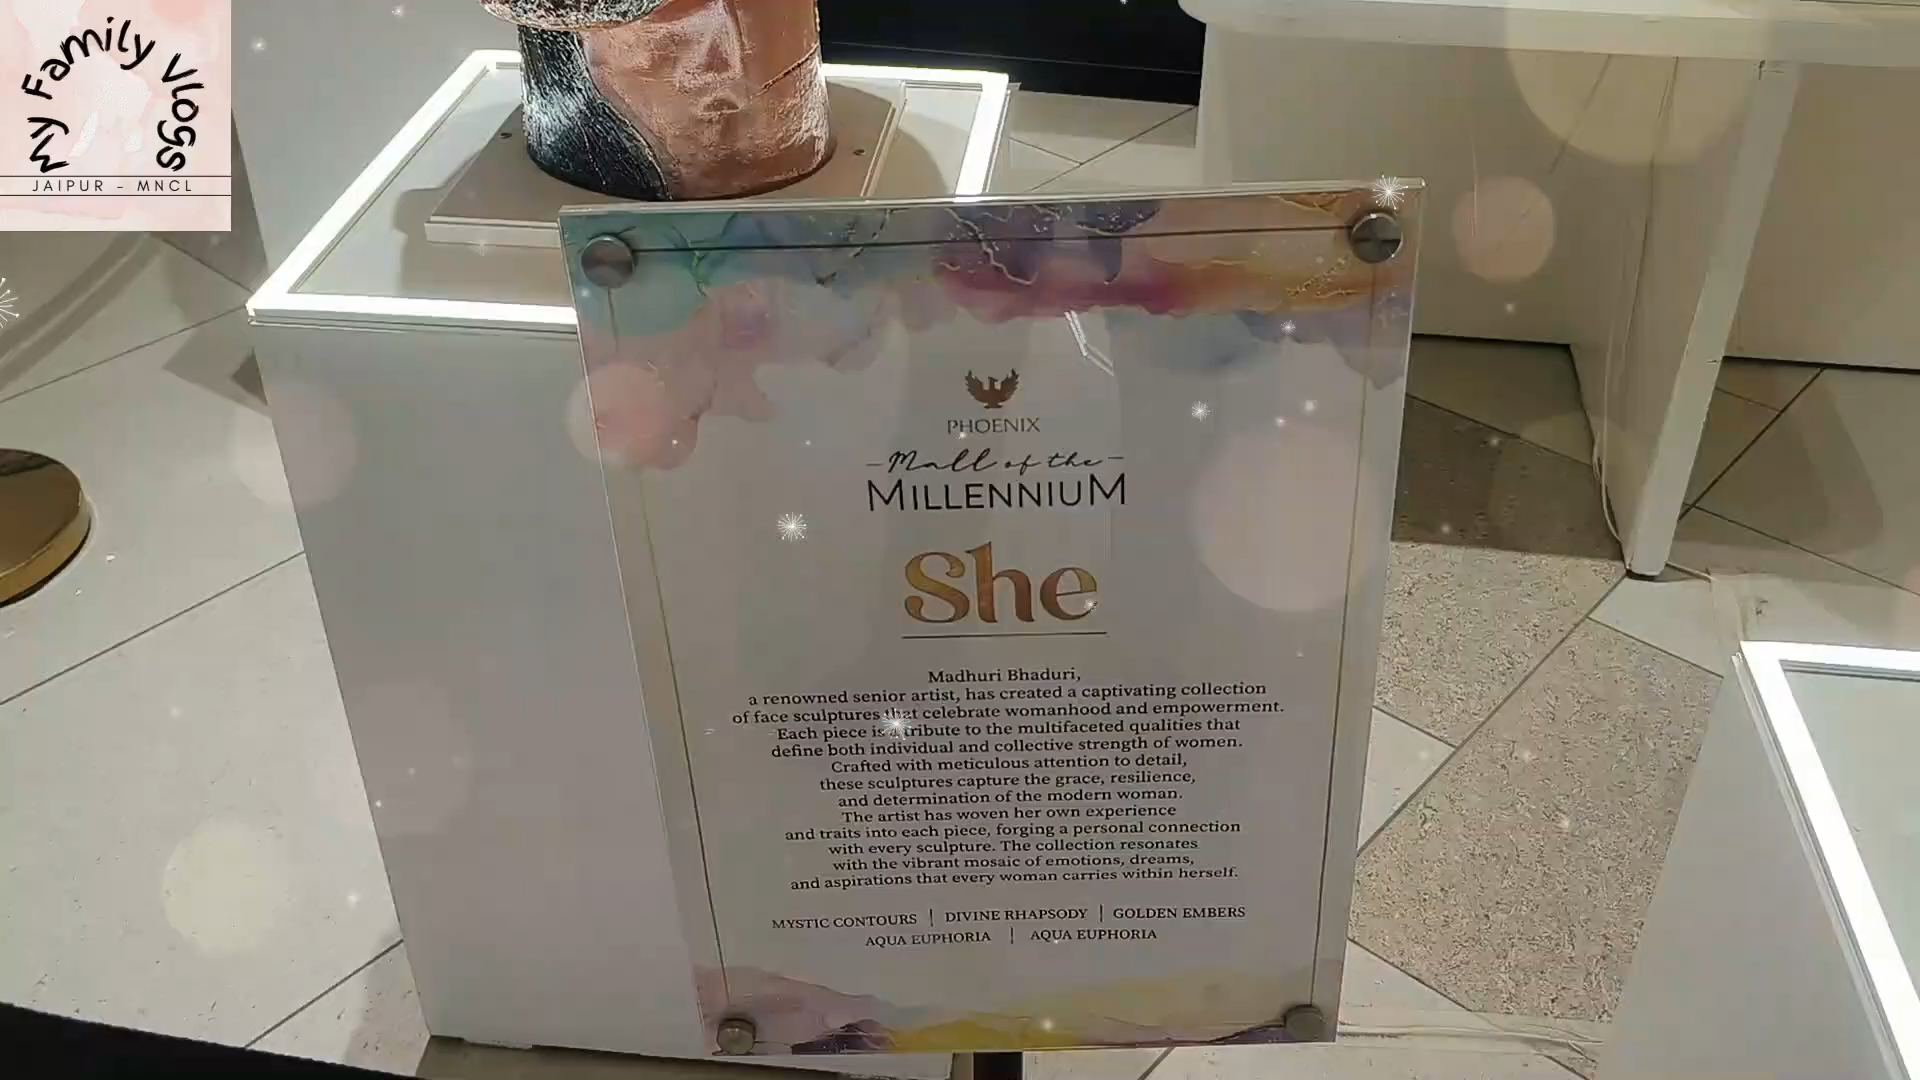 My Family Vlogs
JAIPUR - MNCL
PHOENIX
-Mall of the-
MILLENNIUM
She
Madhuri Bhaduri,
a renowned senior artist, has created a captivating collection
of face sculptures that celebrate womanhood and empowerment.
Each piece is a tribute to the multifaceted qualities that
define both individual and collective strength of women.
Crafted with meticulous attention to detail,
these sculptures capture the grace, resilience,
and determination of the modern woman.
The artist has woven her own experience
and traits into each piece, forging a personal connection
with every sculpture. The collection resonates
with the vibrant mosaic of emotions, dreams,
and aspirations that every woman carries within herself.
MYSTIC CONTOURS | DIVINE RHAPSODY | GOLDEN EMBERS
AQUA EUPHORIA | AQUA EUPHORIA